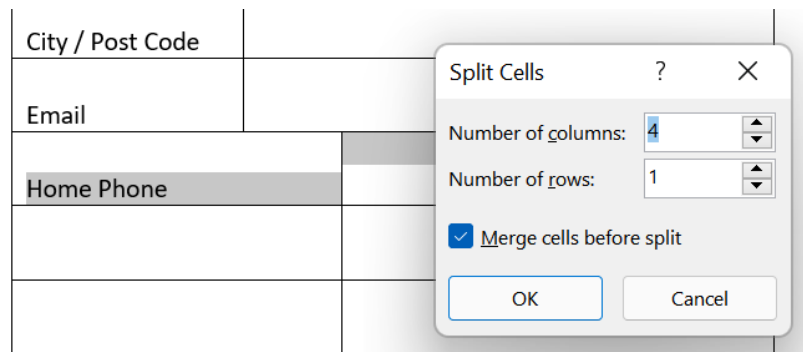 City / Post Code
Email
Home Phone
Split Cells ?
Number of columns: 4
Number of rows: 1
Merge cells before split
OK Cancel